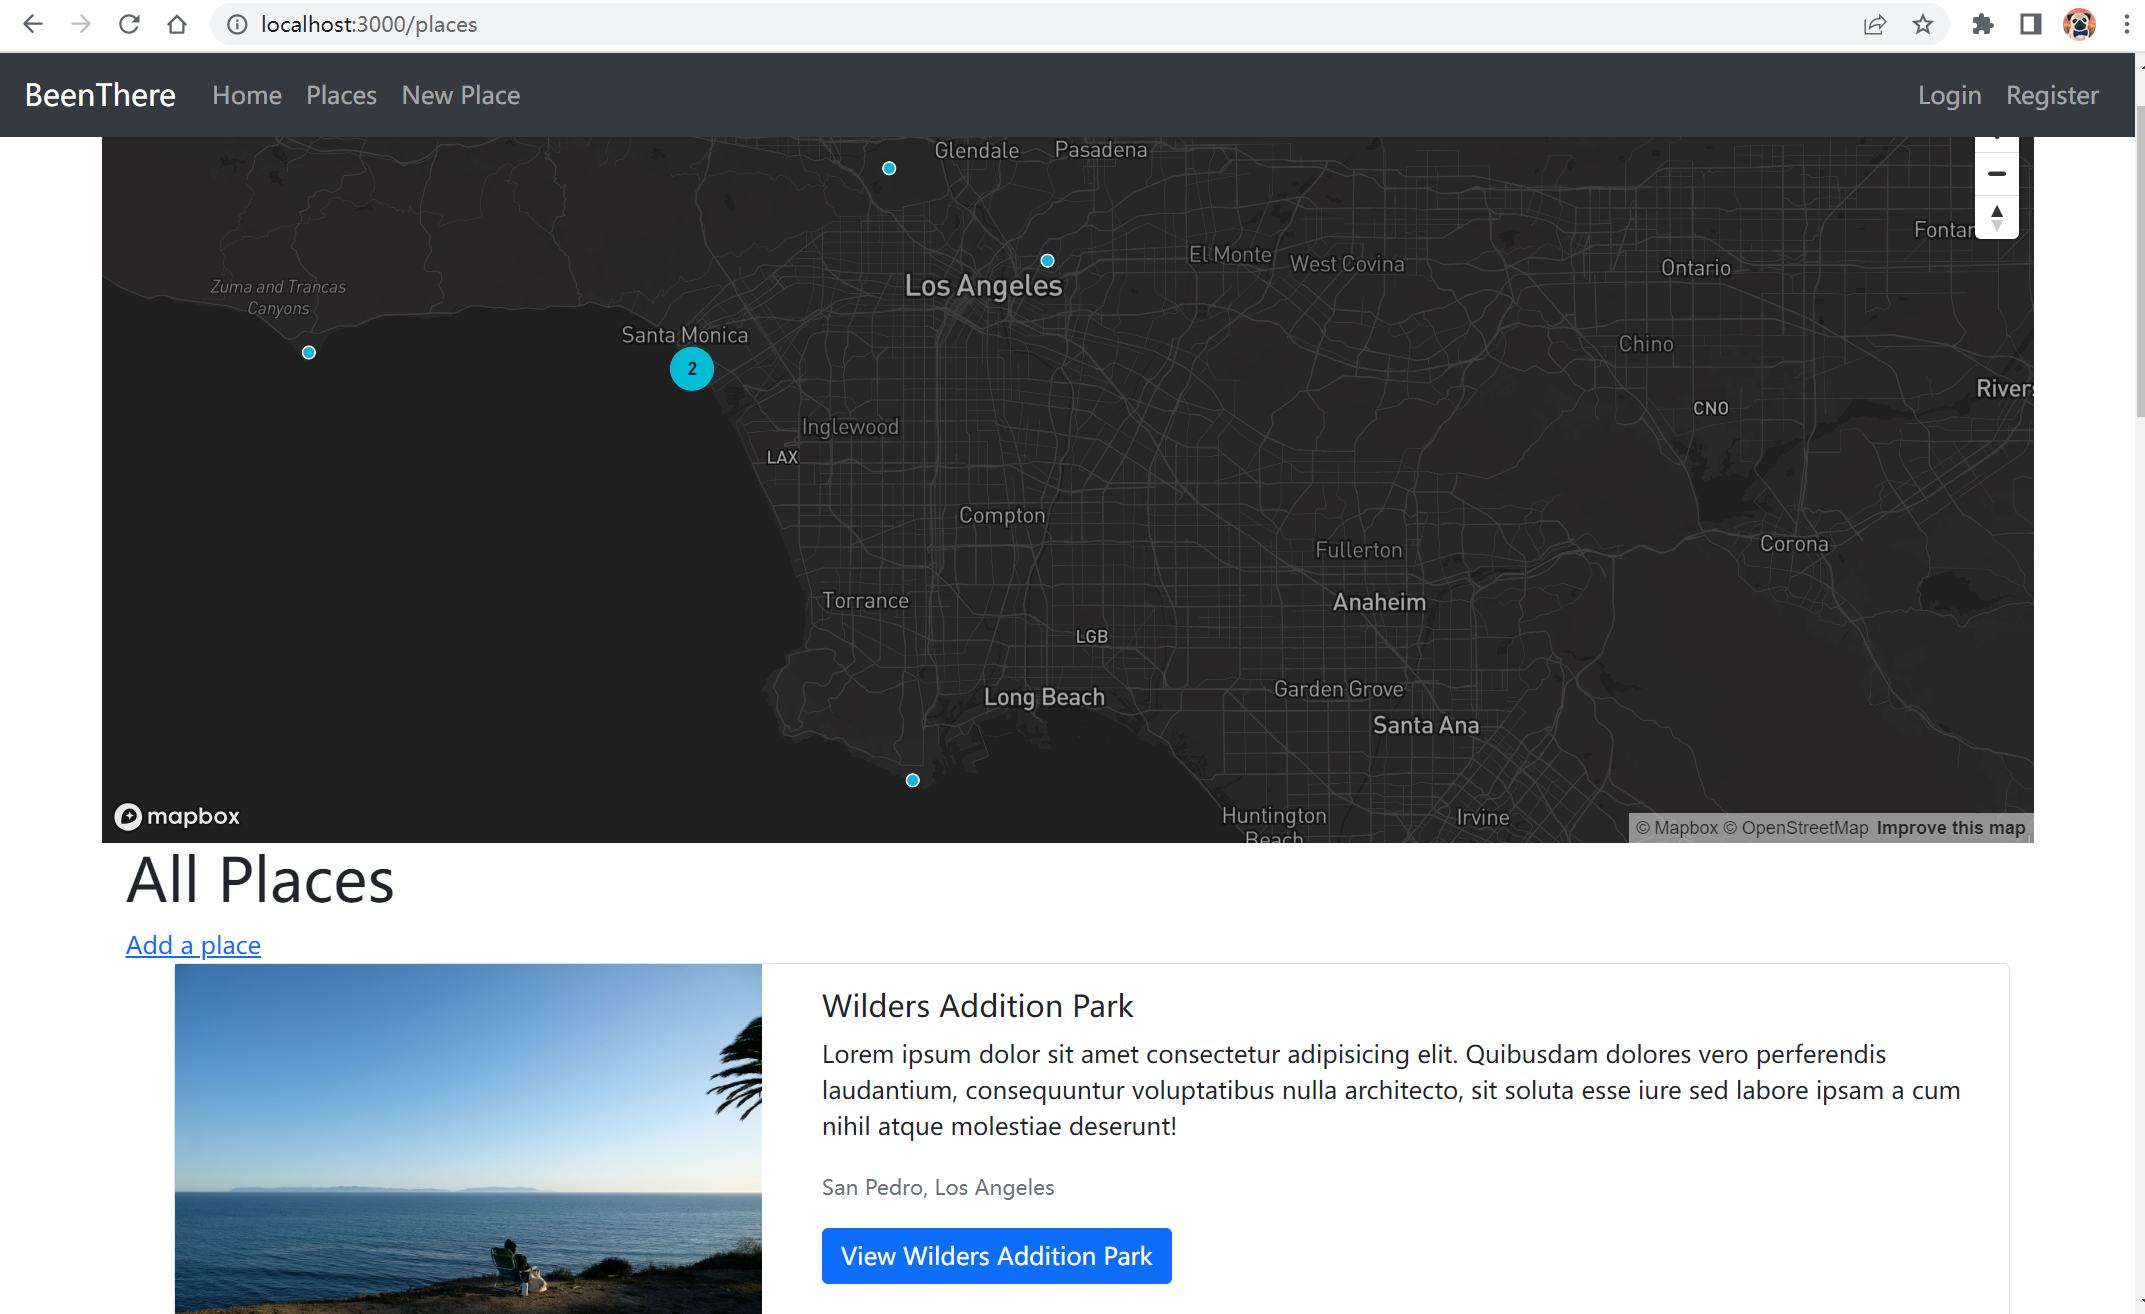 localhost:3000/places
BeenThere Home Places New Place Login Register
Glendale Pasadena
Fontar
El Monte West Covina Ontario
Los Angeles
Zuma and Trancas
Canyons
Santa Monica
Chino
2
Rivers
CNO
Inglewood
LAX
Compton
Corona
Fullerton
Torrance Anaheim
LGB
Garden Grove
Long Beach
Santa Ana
Huntington
Beach
Irvine
mapbox
© Mapbox © OpenStreetMap Improve this map
All Places
Add a place
Wilders Addition Park
Lorem ipsum dolor sit amet consectetur adipisicing elit. Quibusdam dolores vero perferendis
laudantium, consequuntur voluptatibus nulla architecto, sit soluta esse iure sed labore ipsam a cum
nihil atque molestiae deserunt!
San Pedro, Los Angeles
View Wilders Addition Park